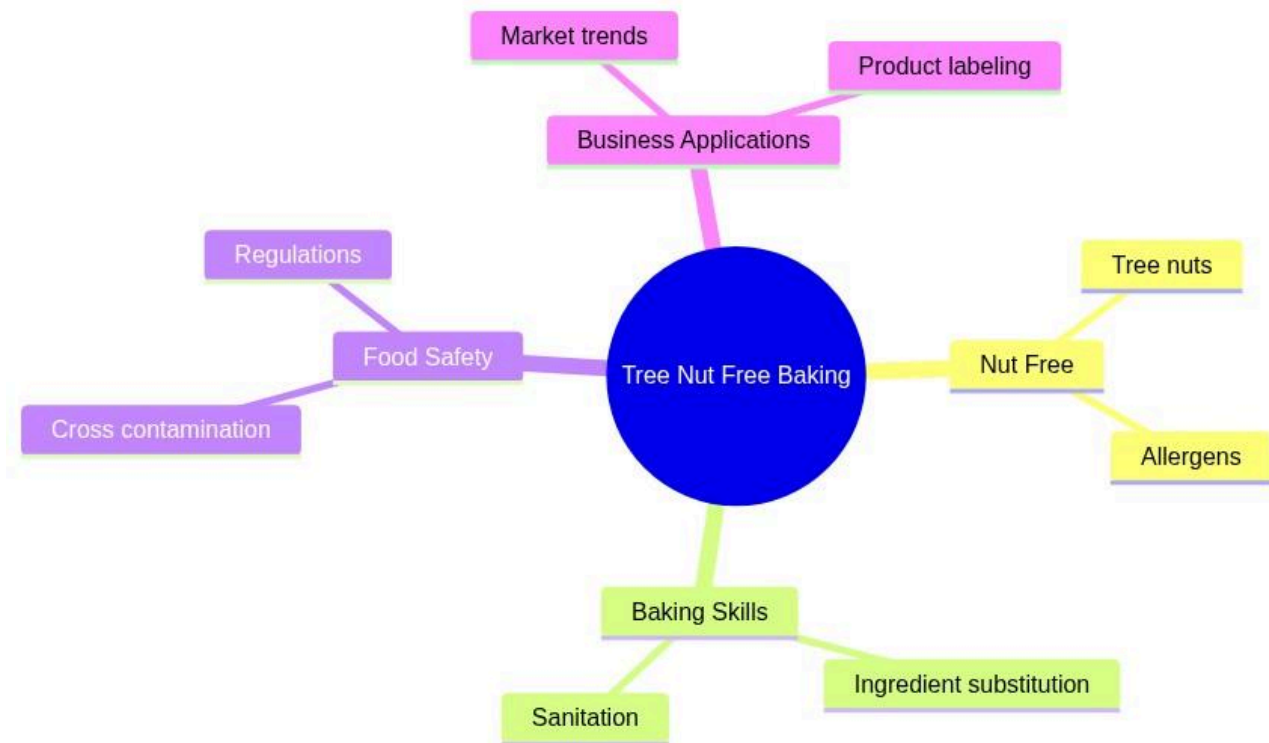 Market trends
Product labeling
Business Applications
Regulations
Tree nuts
Food Safety
Nut Free
Tree Nut Free Baking
Cross contamination
Allergens
Baking Skills
Ingredient substitution
Sanitation